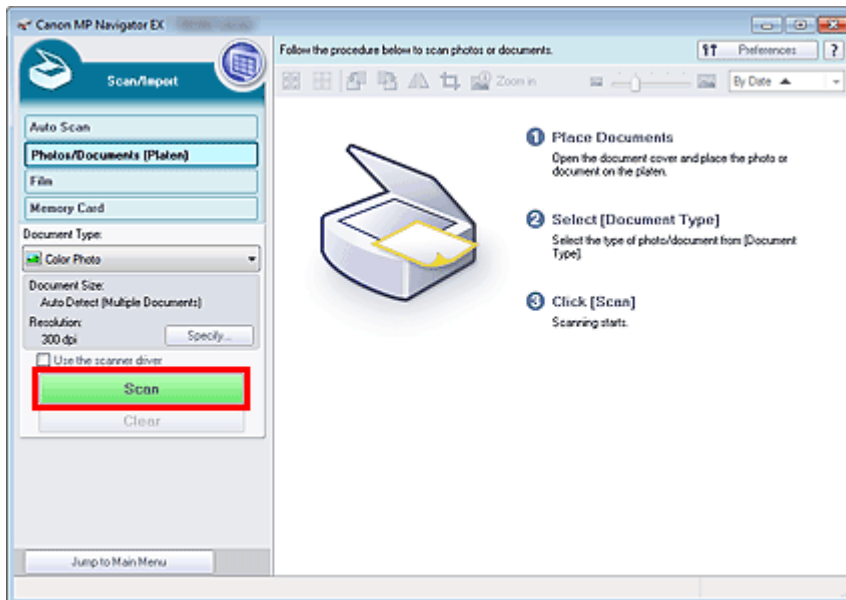 Canon MP Navigator EX
Scan/Import
Auto Scan
Photos/Documents (Platen)
Film
Memory Card
Document Type:
Color Photo
Document Size:
Auto Detect (Multiple Documents)
Resolution:
300 dpi
Specify...
Use the scanner driver
Scan
Clear
Jump to Main Menu
Follow the procedure below to scan photos or documents.
Preferences
?
Zoom in
By Date
1 Place Documents
Open the document cover and place the photo or
document on the platen.
2 Select [Document Type]
Select the type of photo/document from [Document
Type].
3 Click [Scan]
Scanning starts.